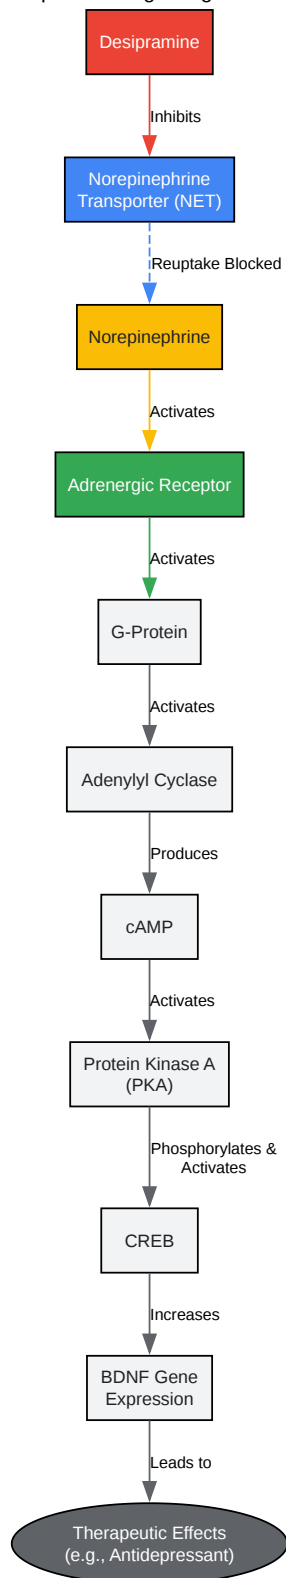 Desipramine
Inhibits
Norepinephrine
Transporter (NET)
Reuptake Blocked
Norepinephrine
Activates
Adrenergic Receptor
Activates
G-Protein
Activates
Adenylyl Cyclase
Produces
cAMP
Activates
Protein Kinase A
(PKA)
Phosphorylates &
Activates
CREB
Increases
BDNF Gene
Expression
Leads to
Therapeutic Effects
(e.g., Antidepressant)